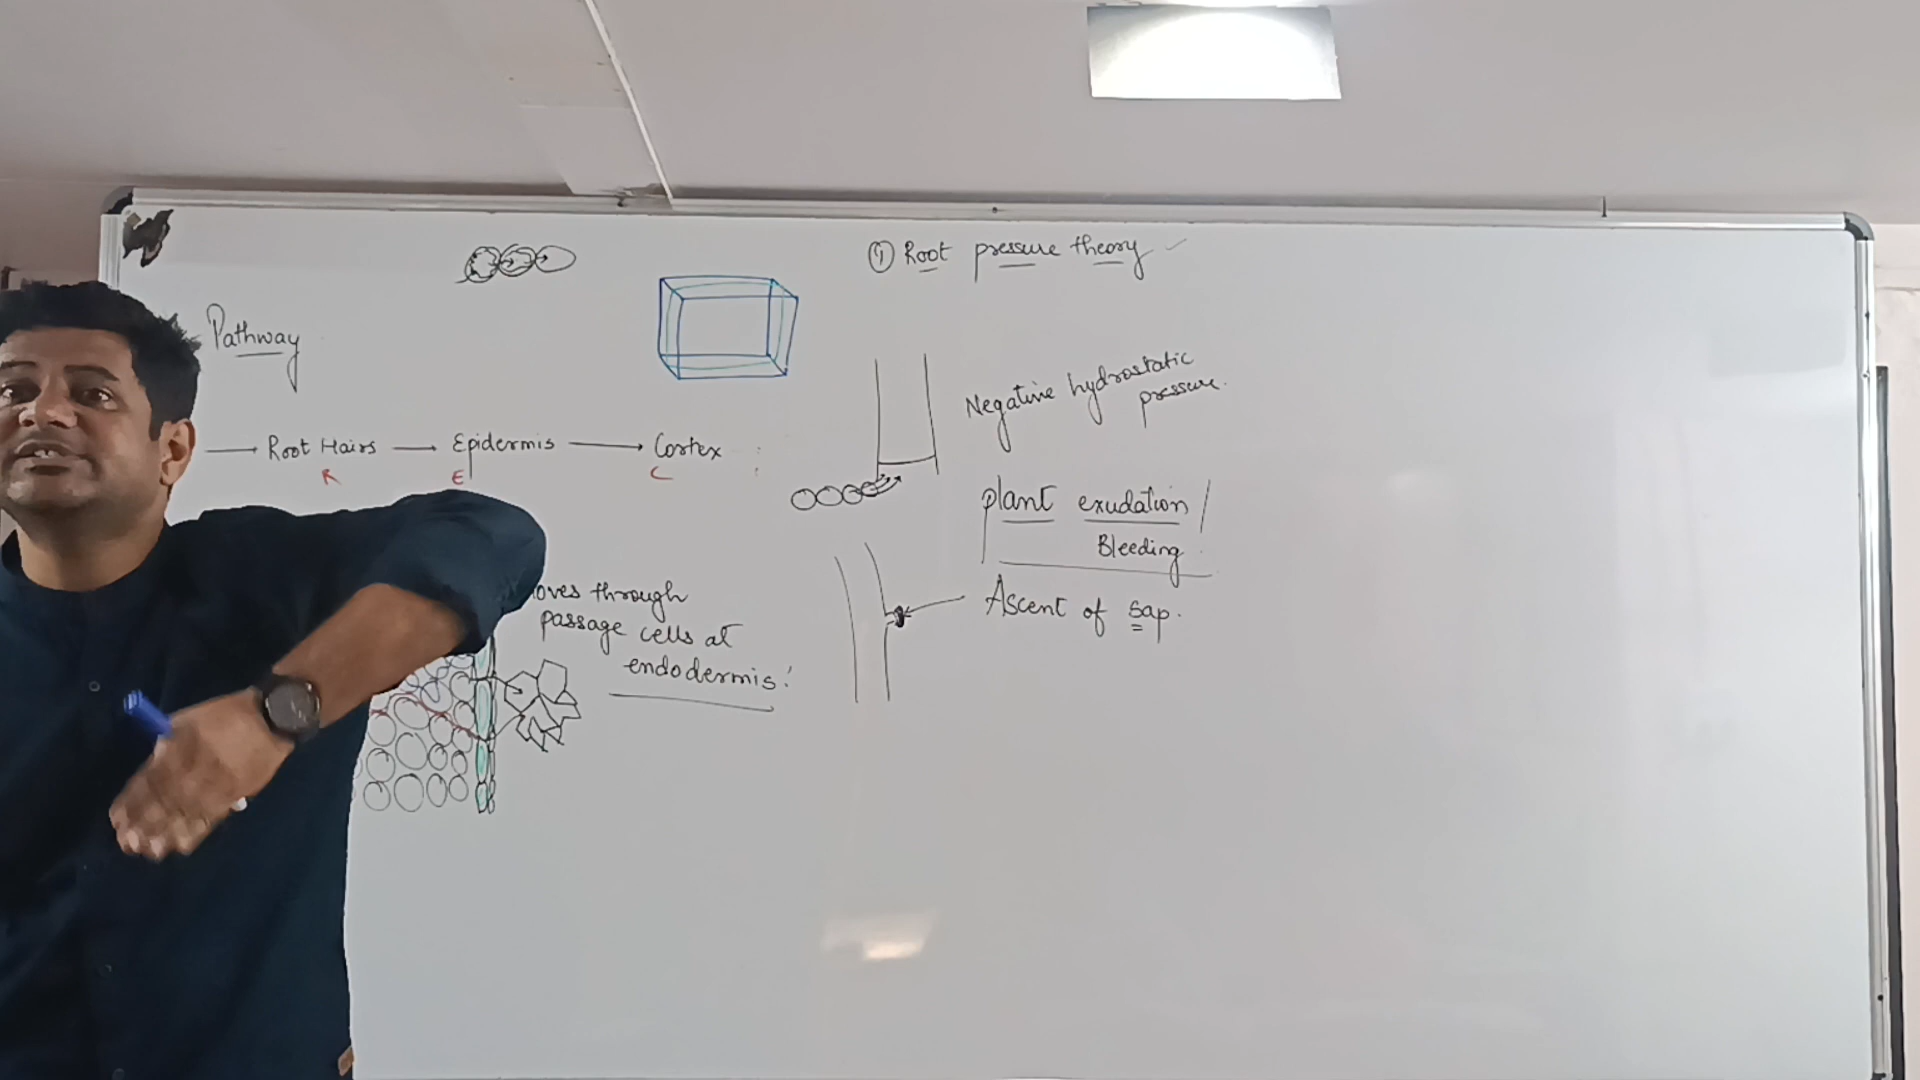 Pathway
→ Root Hairs → Epidermis → Cortex
R E C
passage cells at
through
endodermis!
① Root pressure theory ✓
Negative hydrostatic
pressure.
plant exudation /
Bleeding
Ascent of sap.